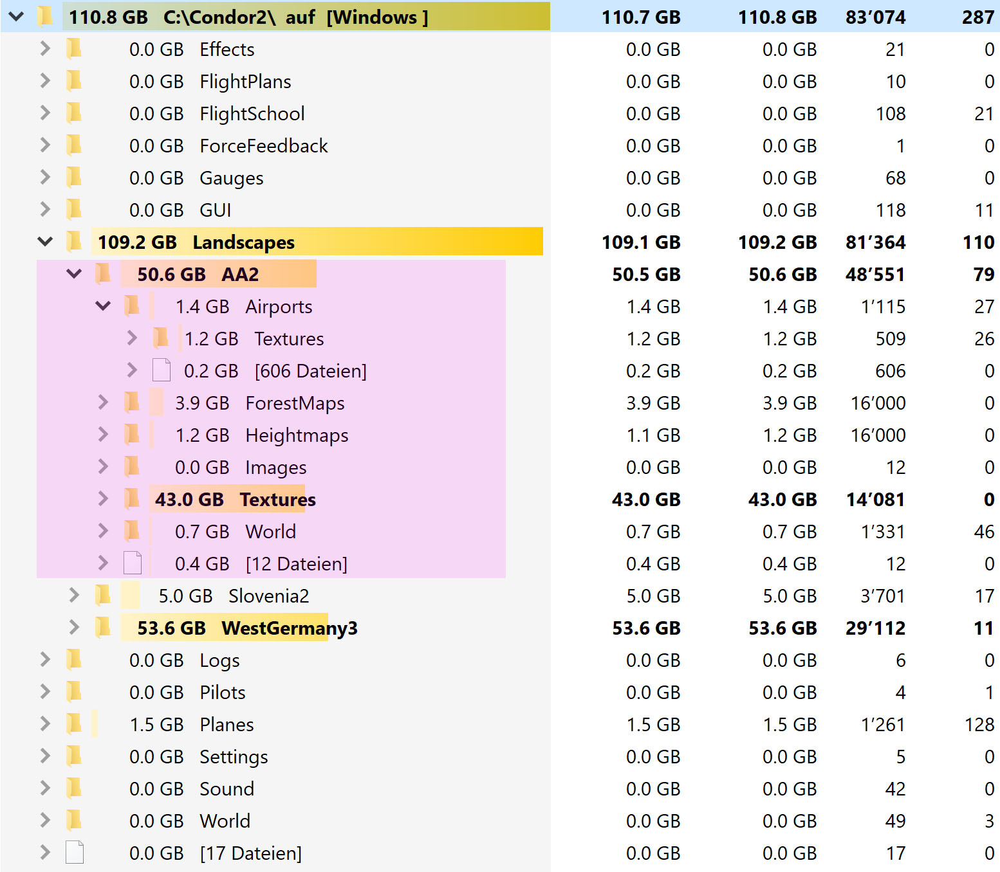 110.8 GB C:\Condor2\ auf [Windows ] 110.7 GB 110.8 GB 83’074 287
0.0 GB Effects 0.0 GB 0.0 GB 21 0
0.0 GB FlightPlans 0.0 GB 0.0 GB 10 0
0.0 GB FlightSchool 0.0 GB 0.0 GB 108 21
0.0 GB ForceFeedback 0.0 GB 0.0 GB 1 0
0.0 GB Gauges 0.0 GB 0.0 GB 68 0
0.0 GB GUI 0.0 GB 0.0 GB 118 11
109.2 GB Landscapes 109.1 GB 109.2 GB 81’364 110
50.6 GB AA2 50.5 GB 50.6 GB 48’551 79
1.4 GB Airports 1.4 GB 1.4 GB 1’115 27
1.2 GB Textures 1.2 GB 1.2 GB 509 26
0.2 GB [606 Dateien] 0.2 GB 0.2 GB 606 0
3.9 GB ForestMaps 3.9 GB 3.9 GB 16’000 0
1.2 GB Heightmaps 1.1 GB 1.2 GB 16’000 0
0.0 GB Images 0.0 GB 0.0 GB 12 0
43.0 GB Textures 43.0 GB 43.0 GB 14’081 0
0.7 GB World 0.7 GB 0.7 GB 1’331 46
0.4 GB [12 Dateien] 0.4 GB 0.4 GB 12 0
5.0 GB Slovenia2 5.0 GB 5.0 GB 3’701 17
53.6 GB WestGermany3 53.6 GB 53.6 GB 29’112 11
0.0 GB Logs 0.0 GB 0.0 GB 6 0
0.0 GB Pilots 0.0 GB 0.0 GB 4 1
1.5 GB Planes 1.5 GB 1.5 GB 1’261 128
0.0 GB Settings 0.0 GB 0.0 GB 5 0
0.0 GB Sound 0.0 GB 0.0 GB 42 0
0.0 GB World 0.0 GB 0.0 GB 49 3
0.0 GB [17 Dateien] 0.0 GB 0.0 GB 17 0